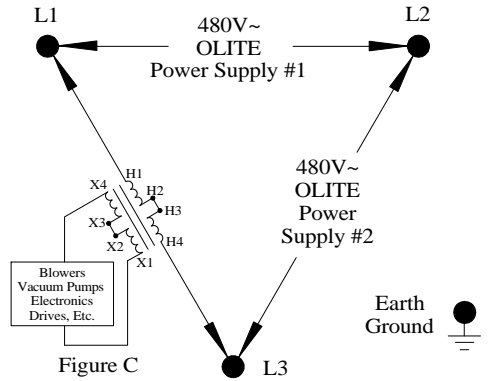 L1
L2
480V~
OLITE
Power Supply #1
480V~
OLITE
Power
Supply #2
H1
X4
H2
X3
H3
X2
H4
X1
Blowers
Vacuum Pumps
Electronics
Drives, Etc.
Earth
Ground
Figure C
L3